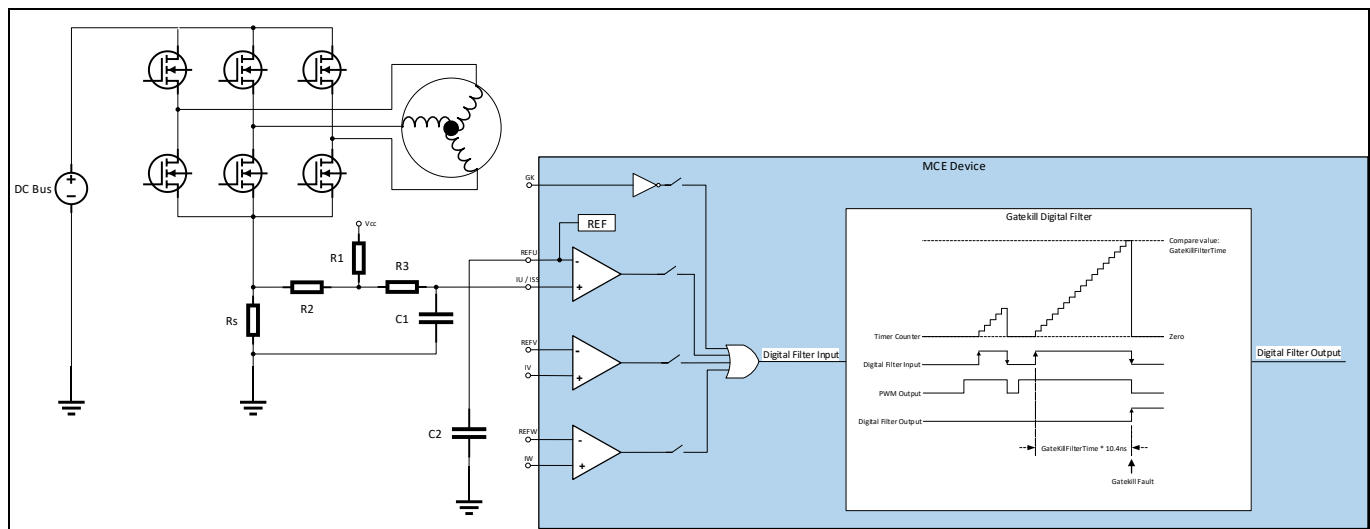 MCE Device
DC Bus
+
-
Vcc
R1
R3
R2
C1
Rs
C2
GK
REF
REFU
-
IU / ISS
+
REFV
-
IV
+
REFW
-
IW
+
Digital Filter Input
Gatekill Digital Filter
Compare value:
GateKillFilterTime
Timer Counter
Zero
Digital Filter Input
PWM Output
Digital Filter Output
GateKillFilterTime * 10.4ns
Gatekill Fault
Digital Filter Output